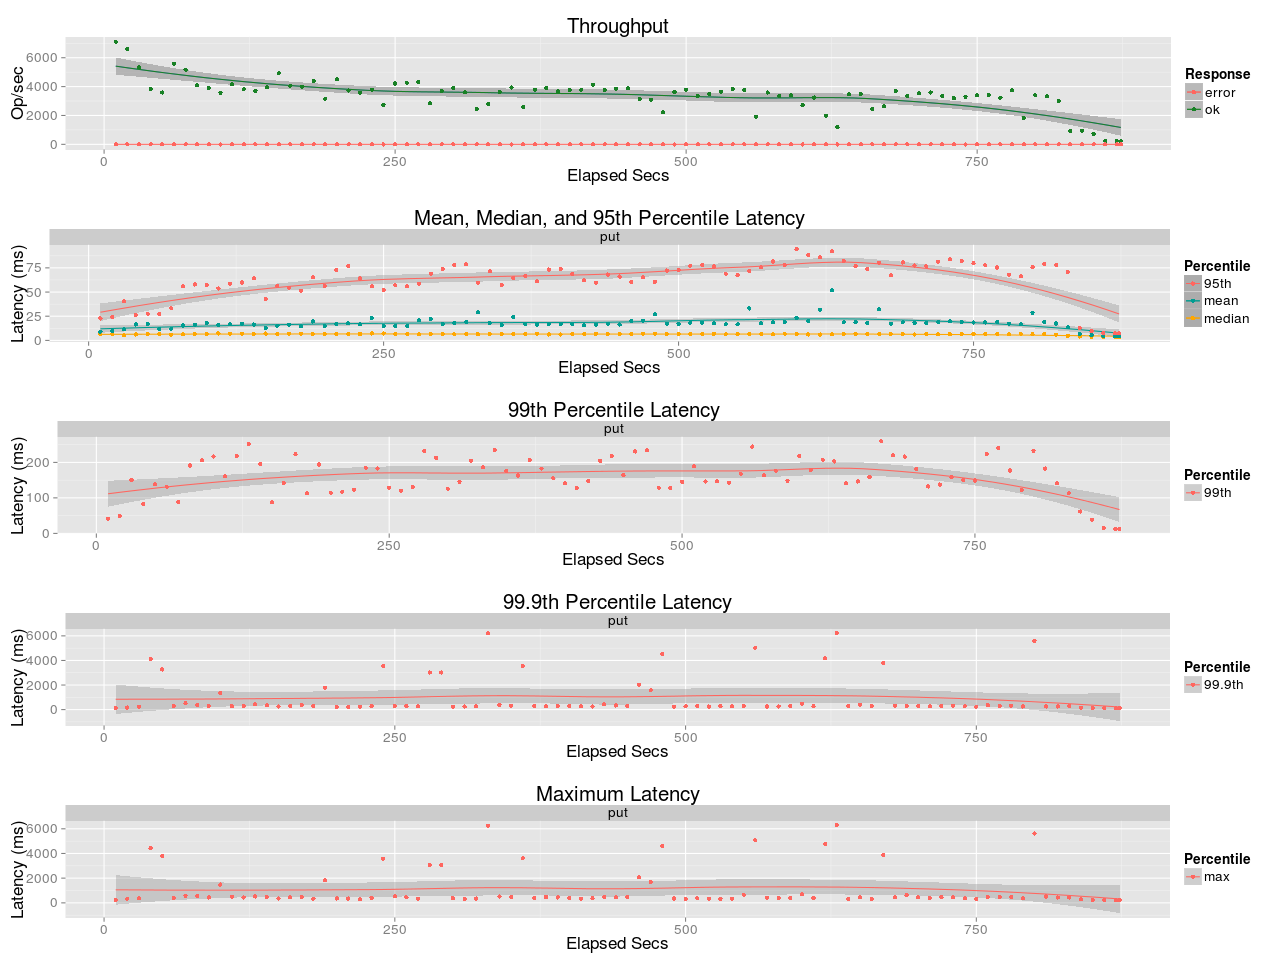 Throughput
Op/sec
6000
4000
2000
0
0 250 500 750
Elapsed Secs
Response
error
ok
Mean, Median, and 95th Percentile Latency
put
Latency (ms)
75
50
25
0
0 250 500 750
Elapsed Secs
Percentile
95th
mean
median
99th Percentile Latency
put
Latency (ms)
200
100
0
0 250 500 750
Elapsed Secs
Percentile
99th
99.9th Percentile Latency
put
Latency (ms)
6000
4000
2000
0
0 250 500 750
Elapsed Secs
Percentile
99.9th
Maximum Latency
put
Latency (ms)
6000
4000
2000
0
0 250 500 750
Elapsed Secs
Percentile
max